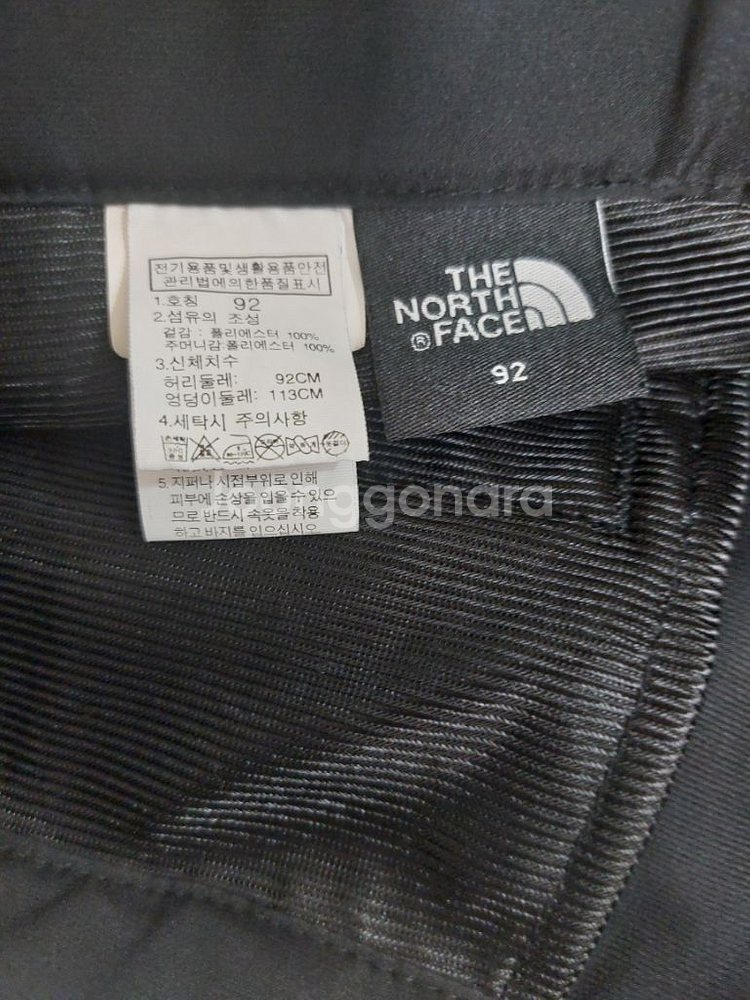 전기용품및생활용품안전
관리법에의한품질표시
1.호칭 92
2.섬유의 조성
겉감 : 폴리에스터 100%
주머니감:폴리에스터 100%
3.신체치수
허리둘레: 92CM
엉덩이둘레: 113CM
4.세탁시 주의사항
5.지퍼나 시접부위로인해
피부에 손상을 입을 수 있으
므로 반드시 속옷을 착용
하고 바지를 입으십시오
THE
NORTH
FACE
®
92
ggonara